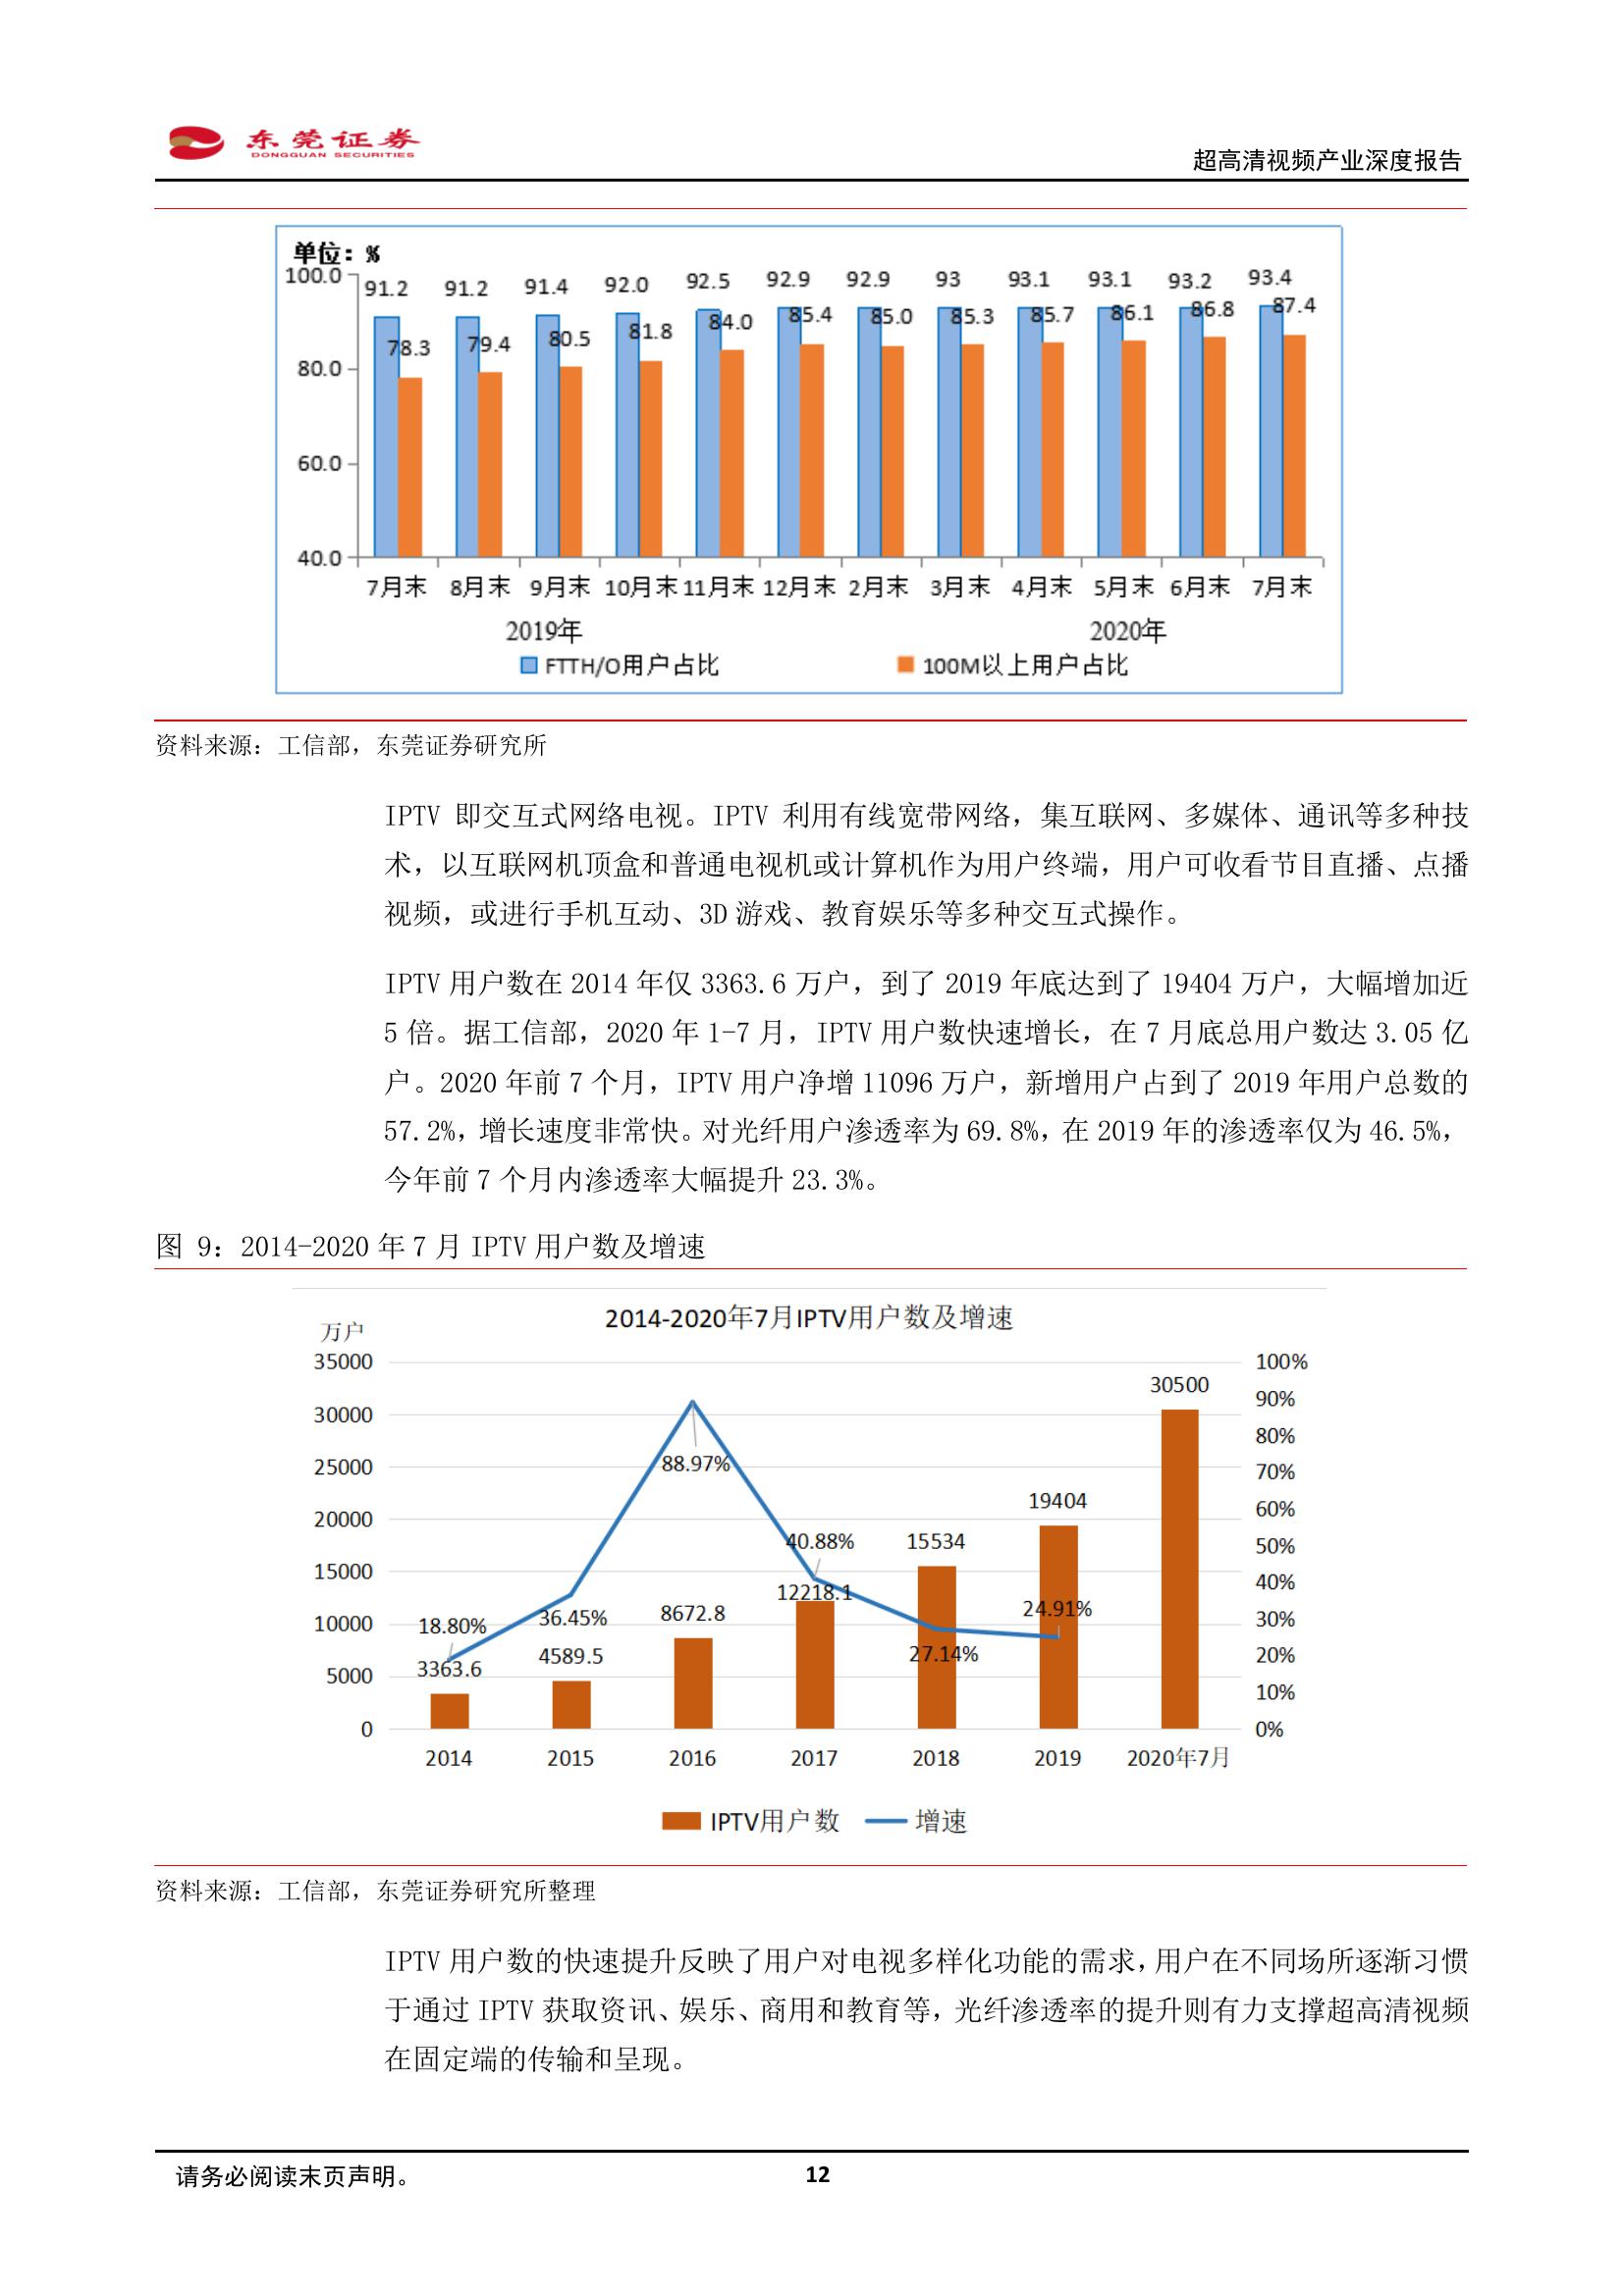 东莞证券
DONGGUAN SECURITIES
超高清视频产业深度报告
单位：%
100.0
80.0
60.0
40.0
91.2 91.2 91.4 92.0 92.5 92.9 92.9 93 93.1 93.1 93.2 93.4
78.3 79.4 80.5 81.8 84.0 85.4 85.0 85.3 85.7 86.1 86.8 87.4
7月末 8月末 9月末 10月末 11月末 12月末 2月末 3月末 4月末 5月末 6月末 7月末
2019年 2020年
FTTH/O用户占比 100M以上用户占比
资料来源：工信部，东莞证券研究所
IPTV 即交互式网络电视。IPTV 利用有线宽带网络，集互联网、多媒体、通讯等多种技
术，以互联网机顶盒和普通电视机或计算机作为用户终端，用户可收看节目直播、点播
视频，或进行手机互动、3D 游戏、教育娱乐等多种交互式操作。
IPTV 用户数在 2014 年仅 3363.6 万户，到了 2019 年底达到了 19404 万户，大幅增加近
5 倍。据工信部，2020 年 1-7 月，IPTV 用户数快速增长，在 7 月底总用户数达 3.05 亿
户。2020 年前 7 个月，IPTV 用户净增 11096 万户，新增用户占到了 2019 年用户总数的
57.2%，增长速度非常快。对光纤用户渗透率为 69.8%，在 2019 年的渗透率仅为 46.5%，
今年前 7 个月内渗透率大幅提升 23.3%。
图 9：2014-2020 年 7 月 IPTV 用户数及增速
2014-2020年7月IPTV用户数及增速
万户
35000
30000
25000
20000
15000
10000
5000
0
100%
90%
80%
70%
60%
50%
40%
30%
20%
10%
0%
18.80% 36.45% 88.97% 40.88% 27.14% 24.91%
3363.6 4589.5 8672.8 12218.1 15534 19404 30500
2014 2015 2016 2017 2018 2019 2020年7月
IPTV用户数 增速
资料来源：工信部，东莞证券研究所整理
IPTV 用户数的快速提升反映了用户对电视多样化功能的需求，用户在不同场所逐渐习惯
于通过 IPTV 获取资讯、娱乐、商用和教育等，光纤渗透率的提升则有力支撑超高清视频
在固定端的传输和呈现。
请务必阅读末页声明。
12